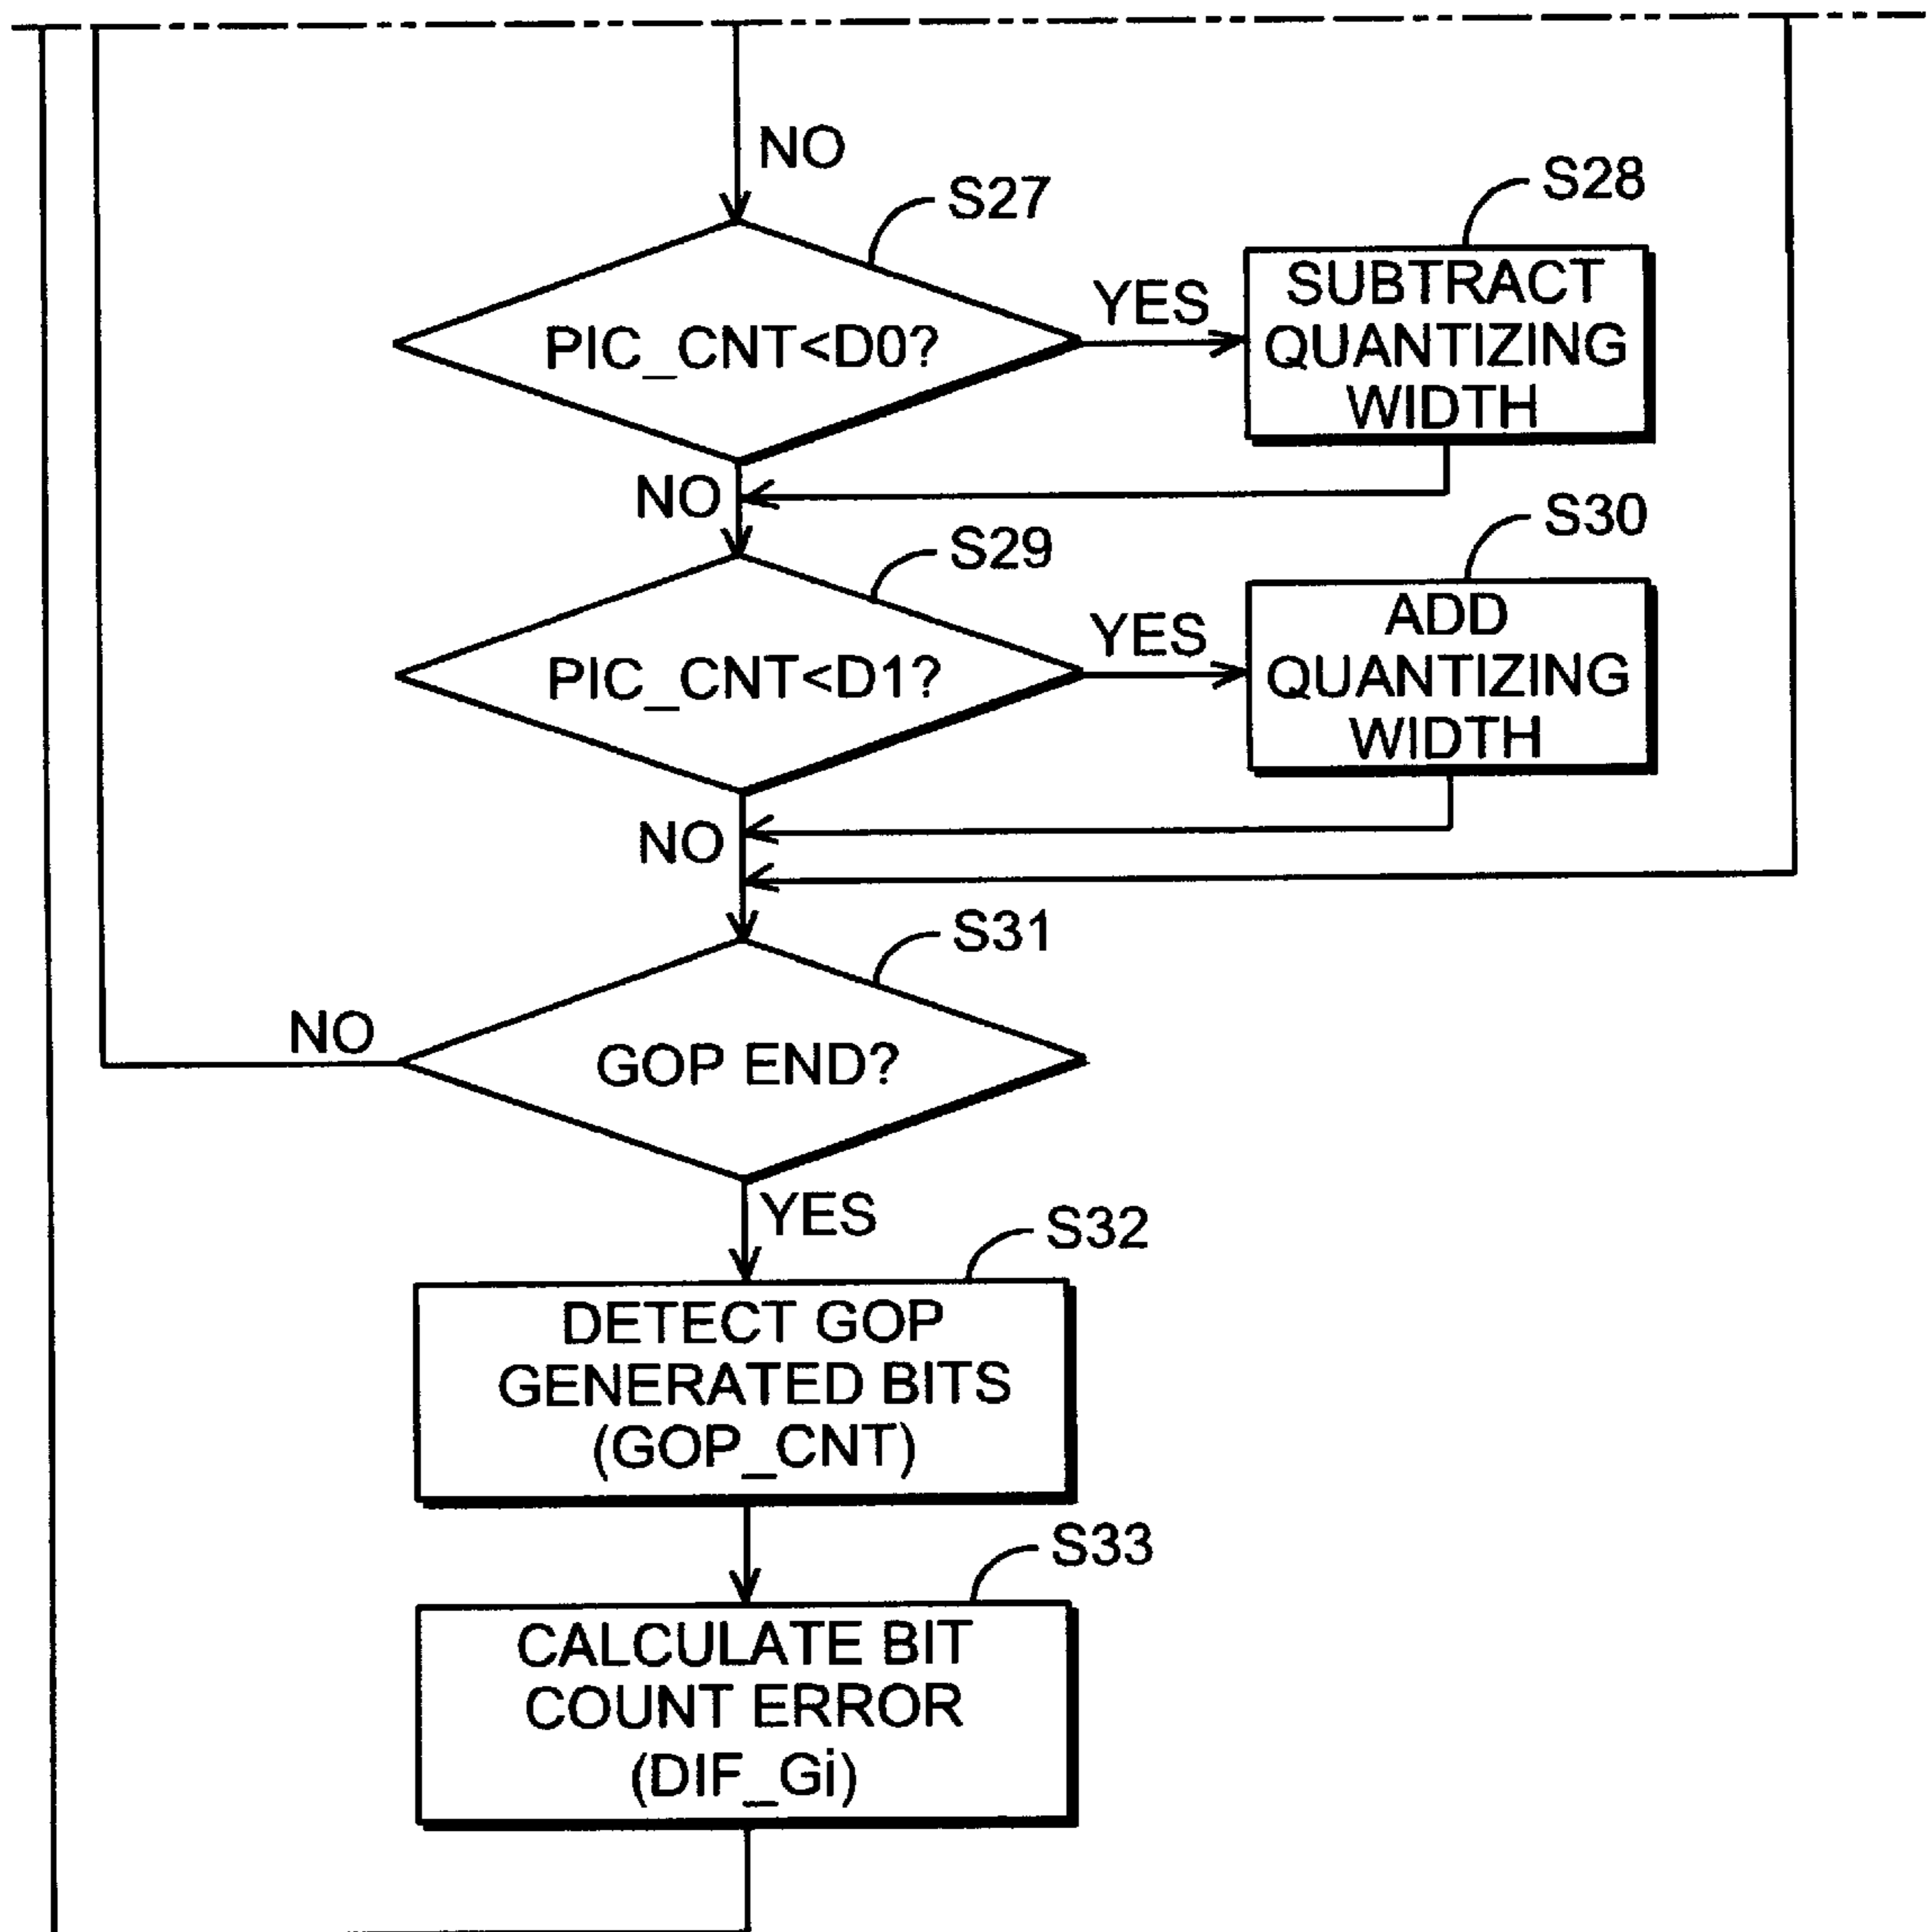 NO
S27
S28
PIC_CNT<D0?
YES
SUBTRACT
QUANTIZING
WIDTH
NO
S29
S30
PIC_CNT<D1?
YES
ADD
QUANTIZING
WIDTH
NO
S31
NO
GOP END?
YES
S32
DETECT GOP
GENERATED BITS
(GOP_CNT)
S33
CALCULATE BIT
COUNT ERROR
(DIF_Gi)